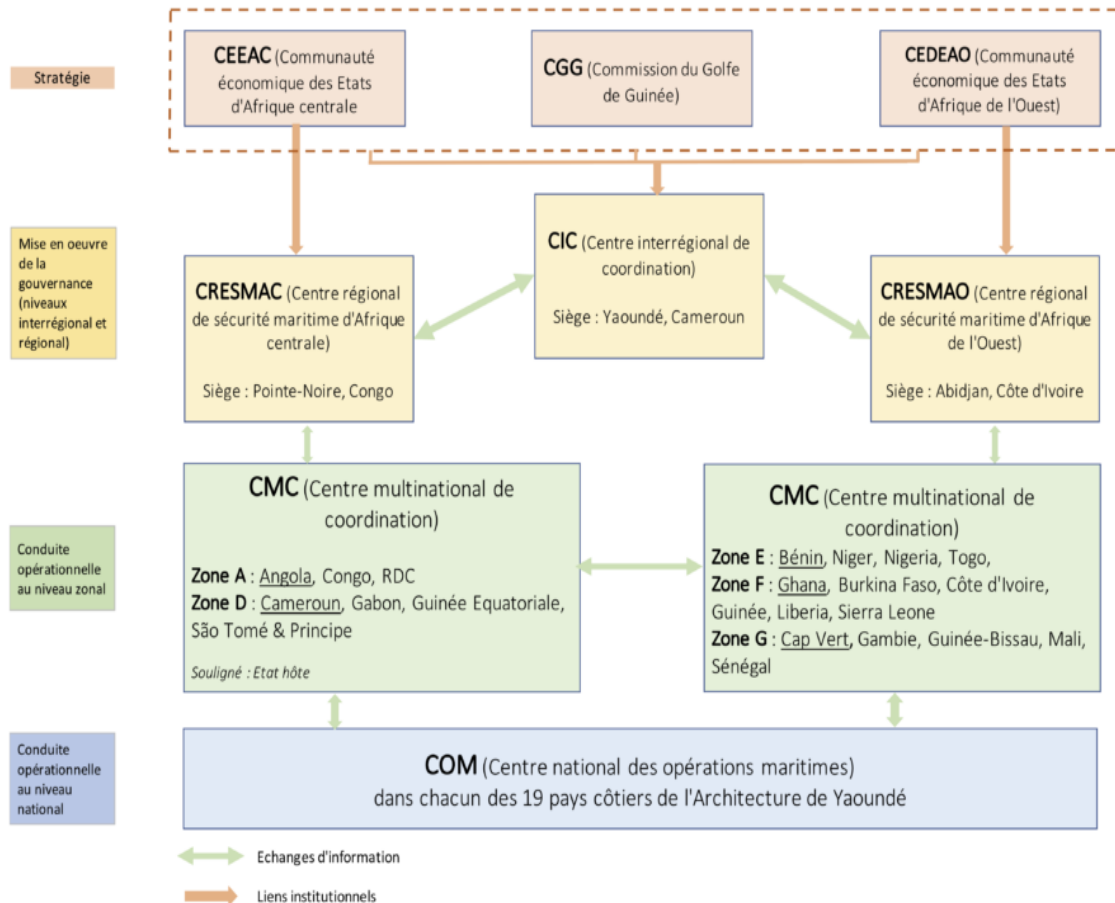 Stratégie
CEEAC (Communauté
économique des Etats
d'Afrique centrale
CGG (Commission du Golfe
de Guinée)
CEDEAO (Communauté
économique des Etats
d'Afrique de l'Ouest)
Mise en oeuvre
de la
gouvernance
(niveaux
interrégional et
régional)
CIC (Centre interrégional de
coordination)
Siège : Yaoundé, Cameroun
CRESMAC (Centre régional
de sécurité maritime d'Afrique
centrale)
Siège : Pointe-Noire, Congo
CRESMAO (Centre régional
de sécurité maritime d'Afrique
de l'Ouest)
Siège : Abidjan, Côte d'Ivoire
Conduite
opérationnelle
au niveau zonal
CMC (Centre multinational de
coordination)
Zone A : Angola, Congo, RDC
Zone D : Cameroun, Gabon, Guinée Equatoriale,
São Tomé & Principe
Souligné : Etat hôte
CMC (Centre multinational de
coordination)
Zone E : Bénin, Niger, Nigeria, Togo,
Zone F : Ghana, Burkina Faso, Côte d'Ivoire,
Guinée, Liberia, Sierra Leone
Zone G : Cap Vert, Gambie, Guinée-Bissau, Mali,
Sénégal
Conduite
opérationnelle
au niveau
national
COM (Centre national des opérations maritimes)
dans chacun des 19 pays côtiers de l'Architecture de Yaoundé
Echanges d'information
Liens institutionnels